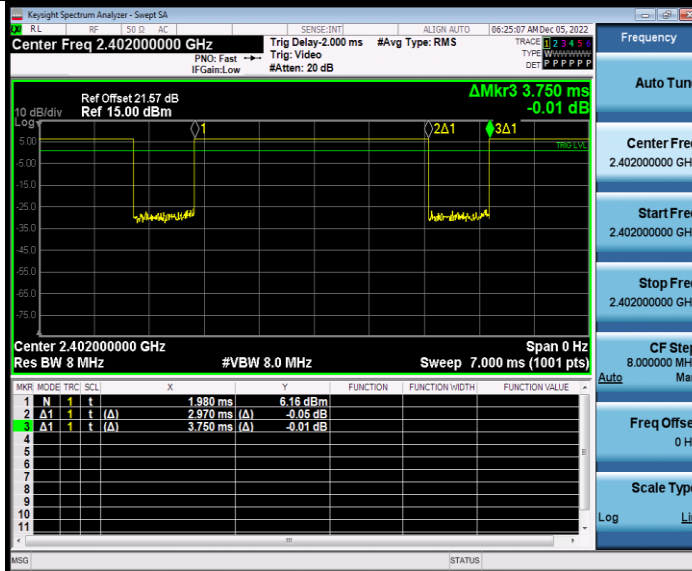 Keysight Spectrum Analyzer - Swept SA
RL RF 50 Ω AC SENSE:INT ALIGN AUTO 06:25:07 AM Dec 05, 2022
Center Freq 2.402000000 GHz
PNO: Fast
IFGain:Low
Trig Delay-2.000 ms
Trig: Video
#Atten: 20 dB
#Avg Type: RMS
TRACE 1 2 3 4 5 6
TYPE
DET P P P P P P
Ref Offset 21.57 dB
10 dB/div Ref 15.00 dBm
Log
ΔMkr3 3.750 ms
-0.01 dB
1 2Δ1 3Δ1
TRIG LVL
5.00
-5.00
-15.0
-25.0
-35.0
-45.0
-55.0
-65.0
-75.0
Center 2.402000000 GHz Span 0 Hz
Res BW 8 MHz #VBW 8.0 MHz Sweep 7.000 ms (1001 pts)
MKR MODE TRC SCL X Y FUNCTION FUNCTION WIDTH FUNCTION VALUE
1 N 1 t 1.980 ms 6.16 dBm
2 Δ1 1 t (Δ) 2.970 ms (Δ) -0.05 dB
3 Δ1 1 t (Δ) 3.750 ms (Δ) -0.01 dB
4
5
6
7
8
9
10
11
MSG STATUS
Frequency
Auto Tun
Center Fre
2.402000000 GH
Start Fre
2.402000000 GH
Stop Fre
2.402000000 GH
CF Ste
8.000000 MH
Auto Ma
Freq Offse
0 H
Scale Typ
Log Li